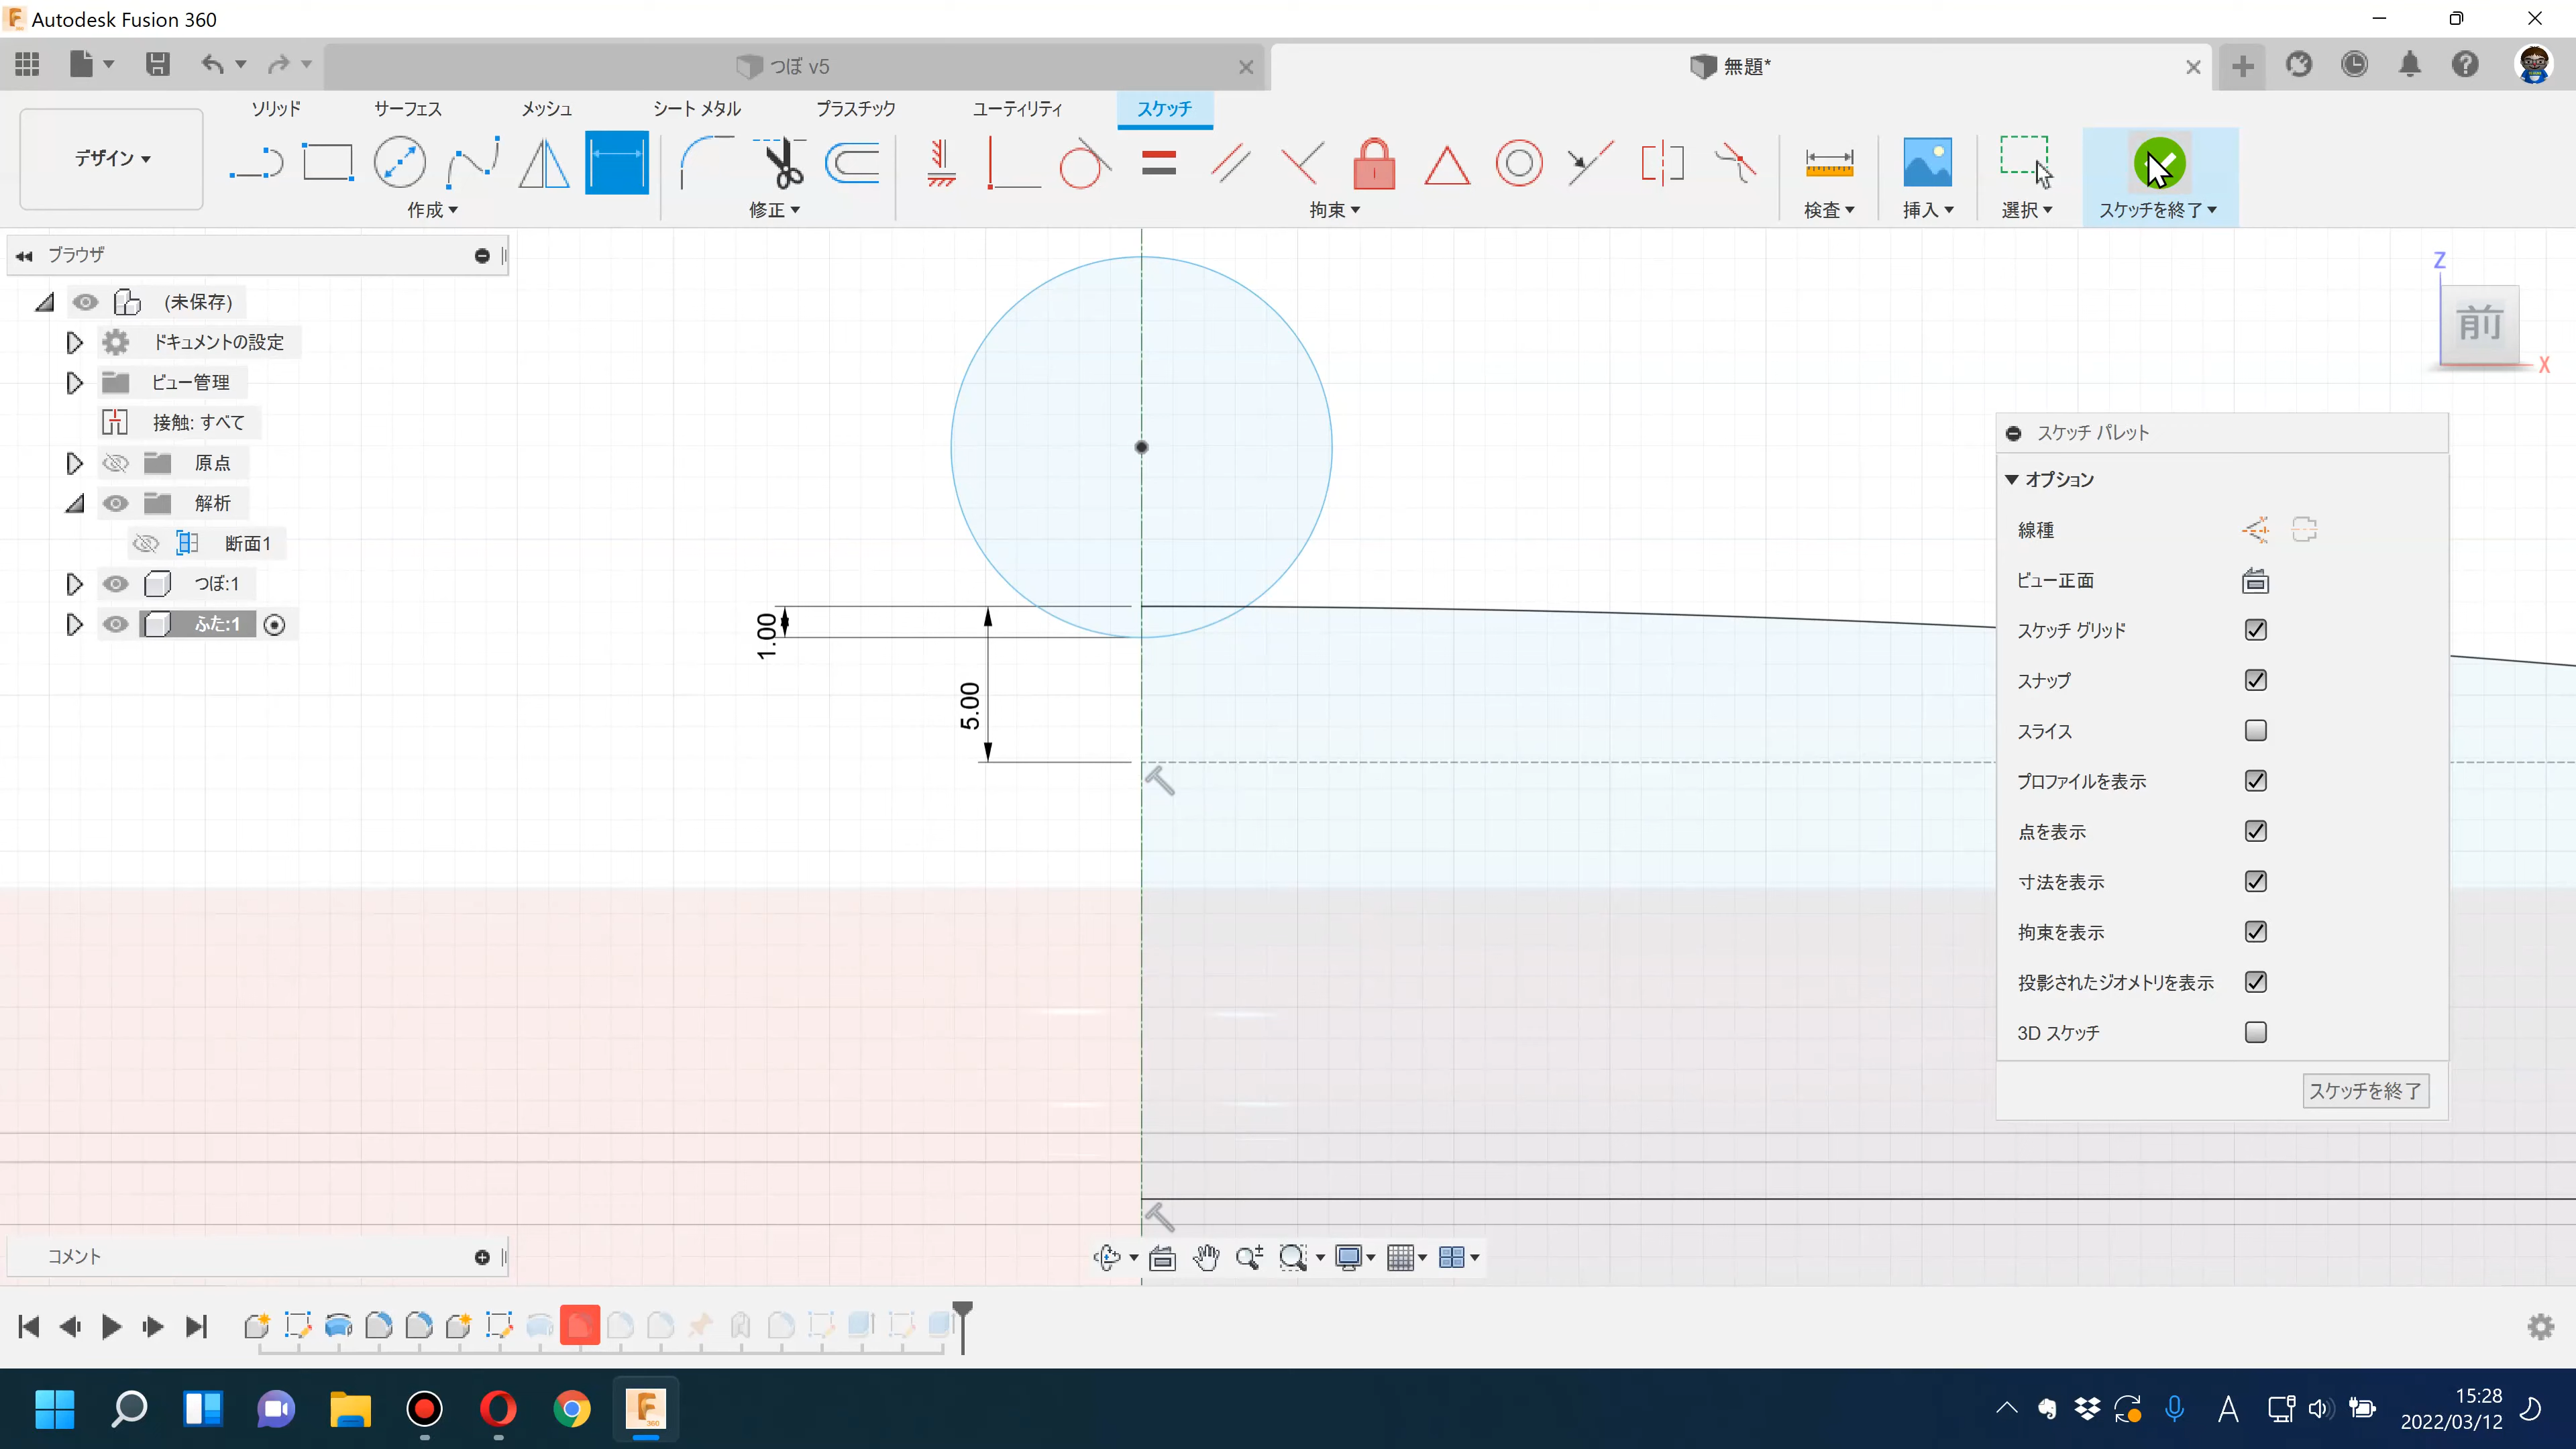 Autodesk Fusion 360
つぼ v5
無題*
デザイン
ソリッド
サーフェス
メッシュ
シート メタル
プラスチック
ユーティリティ
スケッチ
作成
修正
拘束
検査
挿入
選択
スケッチを終了
ブラウザ
(未保存)
ドキュメントの設定
ビュー管理
接触: すべて
原点
解析
断面1
つぼ:1
ふた:1
1.00
5.00
Z
前
X
スケッチ パレット
オプション
線種
ビュー正面
スケッチ グリッド
スナップ
スライス
プロファイルを表示
点を表示
寸法を表示
拘束を表示
投影されたジオメトリを表示
3D スケッチ
スケッチを終了
コメント
360
A
15:28
2022/03/12